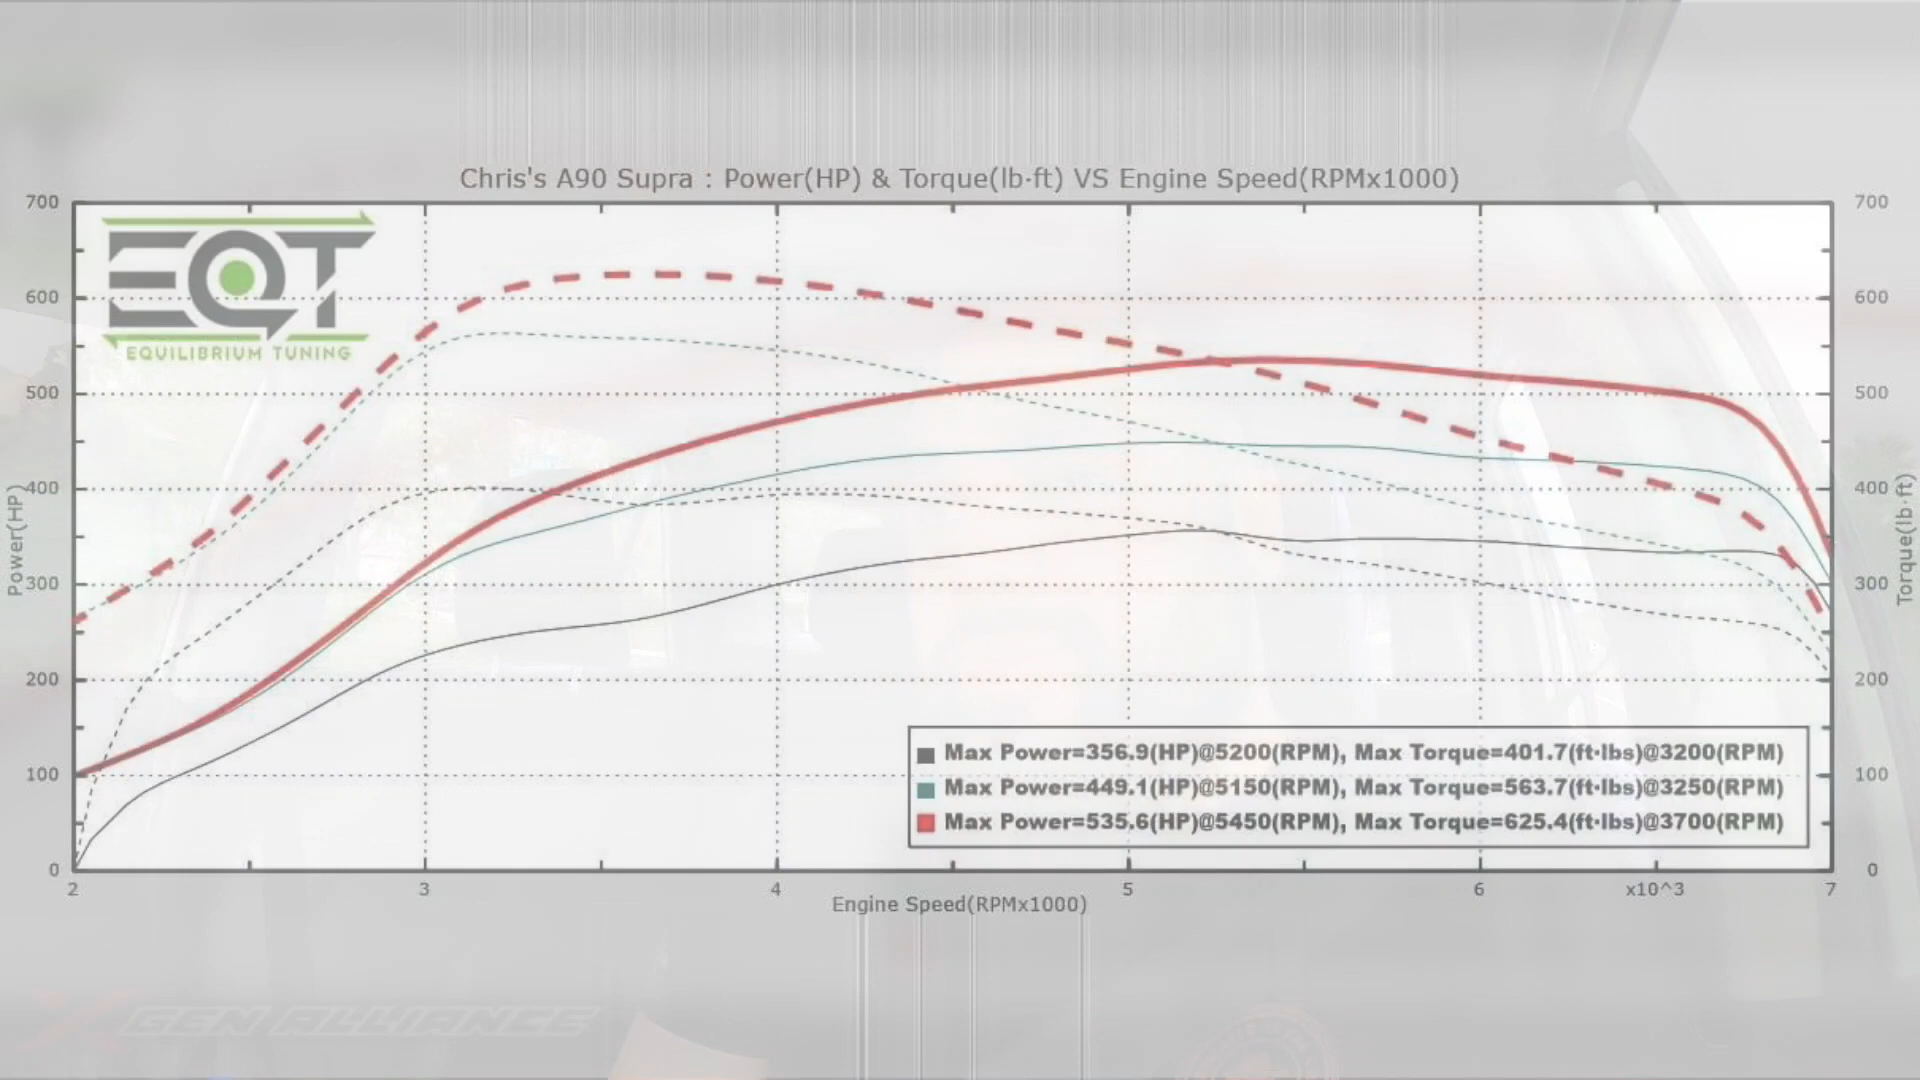 Chris's A90 Supra : Power(HP) & Torque(lb·ft) VS Engine Speed(RPMx1000)
700
700
EQT
EQUILIBRIUM TUNING
600
600
500
500
400
400
300
300
200
200
100
100
0
0
Power(HP)
Torque(lb·ft)
Max Power=356.9(HP)@5200(RPM), Max Torque=401.7(ft·lbs)@3200(RPM)
Max Power=449.1(HP)@5150(RPM), Max Torque=563.7(ft·lbs)@3250(RPM)
Max Power=535.6(HP)@5450(RPM), Max Torque=625.4(ft·lbs)@3700(RPM)
2 3 4 5 6 x10^3 7
Engine Speed(RPMx1000)
GEN ALLIANCE